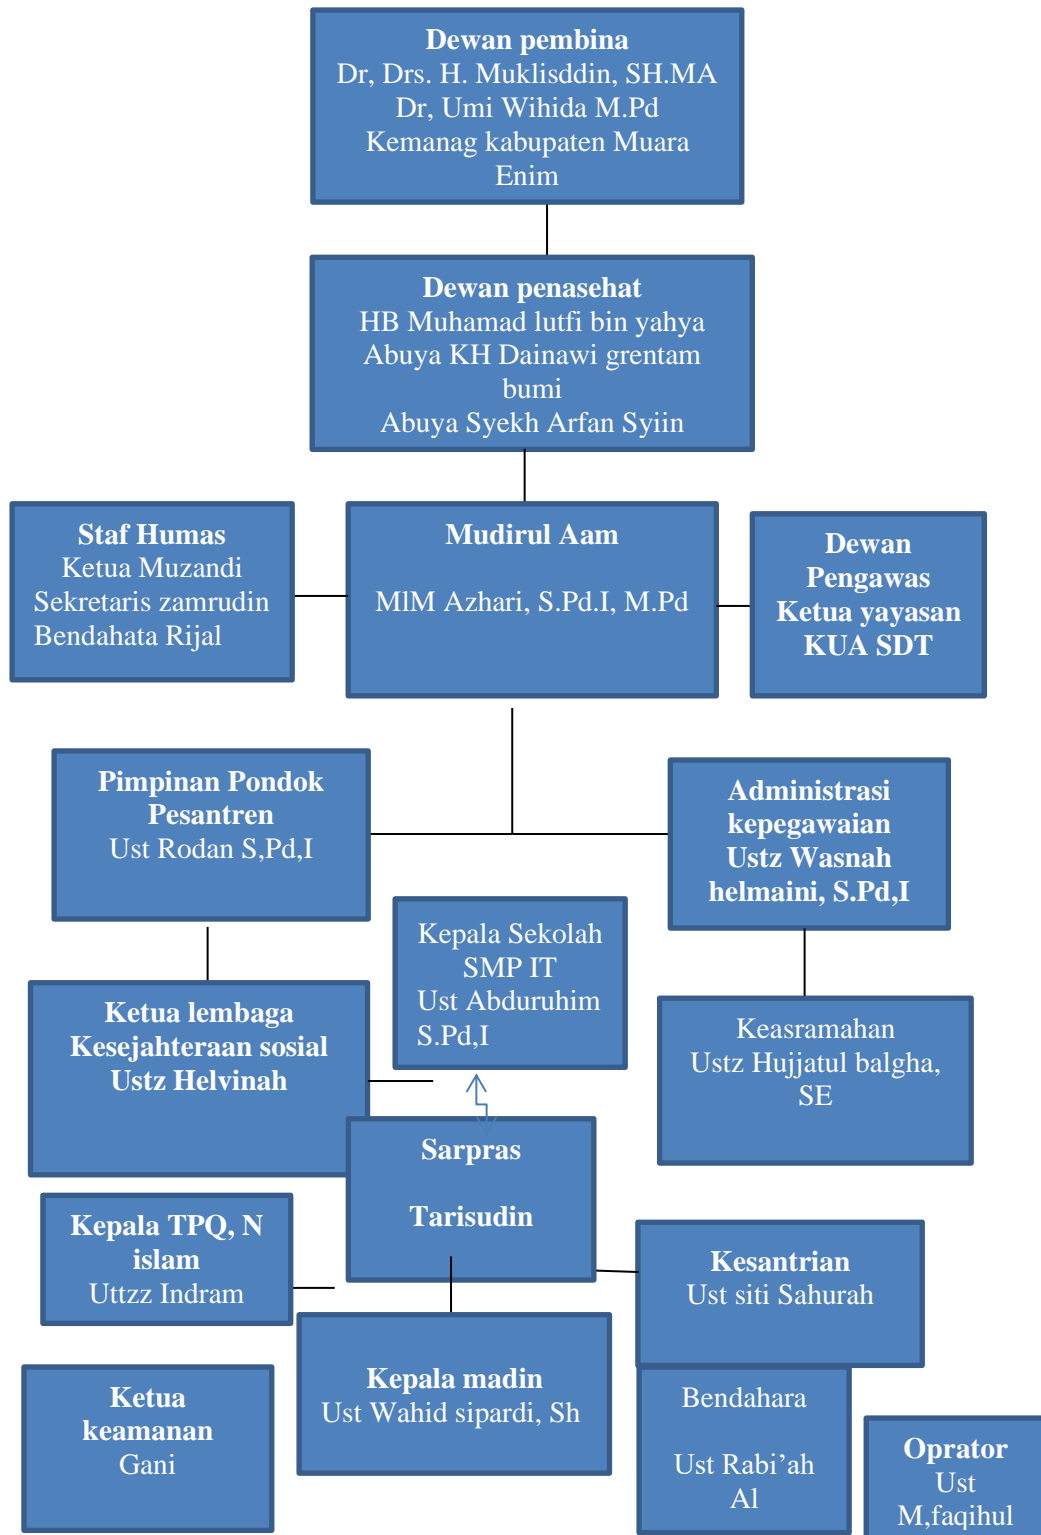 Dewan pembina
Dr, Drs. H. Muklisddin, SH.MA
Dr, Umi Wihida M.Pd
Kemanag kabupaten Muara
Enim
Dewan penasehat
HB Muhamad lutfi bin yahya
Abuya KH Dainawi grentam
bumi
Abuya Syekh Arfan Syiin
Staf Humas
Ketua Muzandi
Sekretaris zamrudin
Bendahata Rijal
Mudirul Aam
MlM Azhari, S.Pd.I, M.Pd
Dewan
Pengawas
Ketua yayasan
KUA SDT
Pimpinan Pondok
Pesantren
Ust Rodan S,Pd,I
Administrasi
kepegawaian
Ustz Wasnah
helmaini, S.Pd,I
Kepala Sekolah
SMP IT
Ust Abduruhim
S.Pd,I
Ketua lembaga
Kesejahteraan sosial
Ustz Helvinah
Keasramahan
Ustz Hujjatul balgha,
SE
Sarpras
Tarisudin
Kepala TPQ, N
islam
Uttzz Indram
Kesantrian
Ust siti Sahurah
Kepala madin
Ust Wahid sipardi, Sh
Ketua
keamanan
Gani
Bendahara
Ust Rabi’ah
Al
Oprator
Ust
M,faqihul